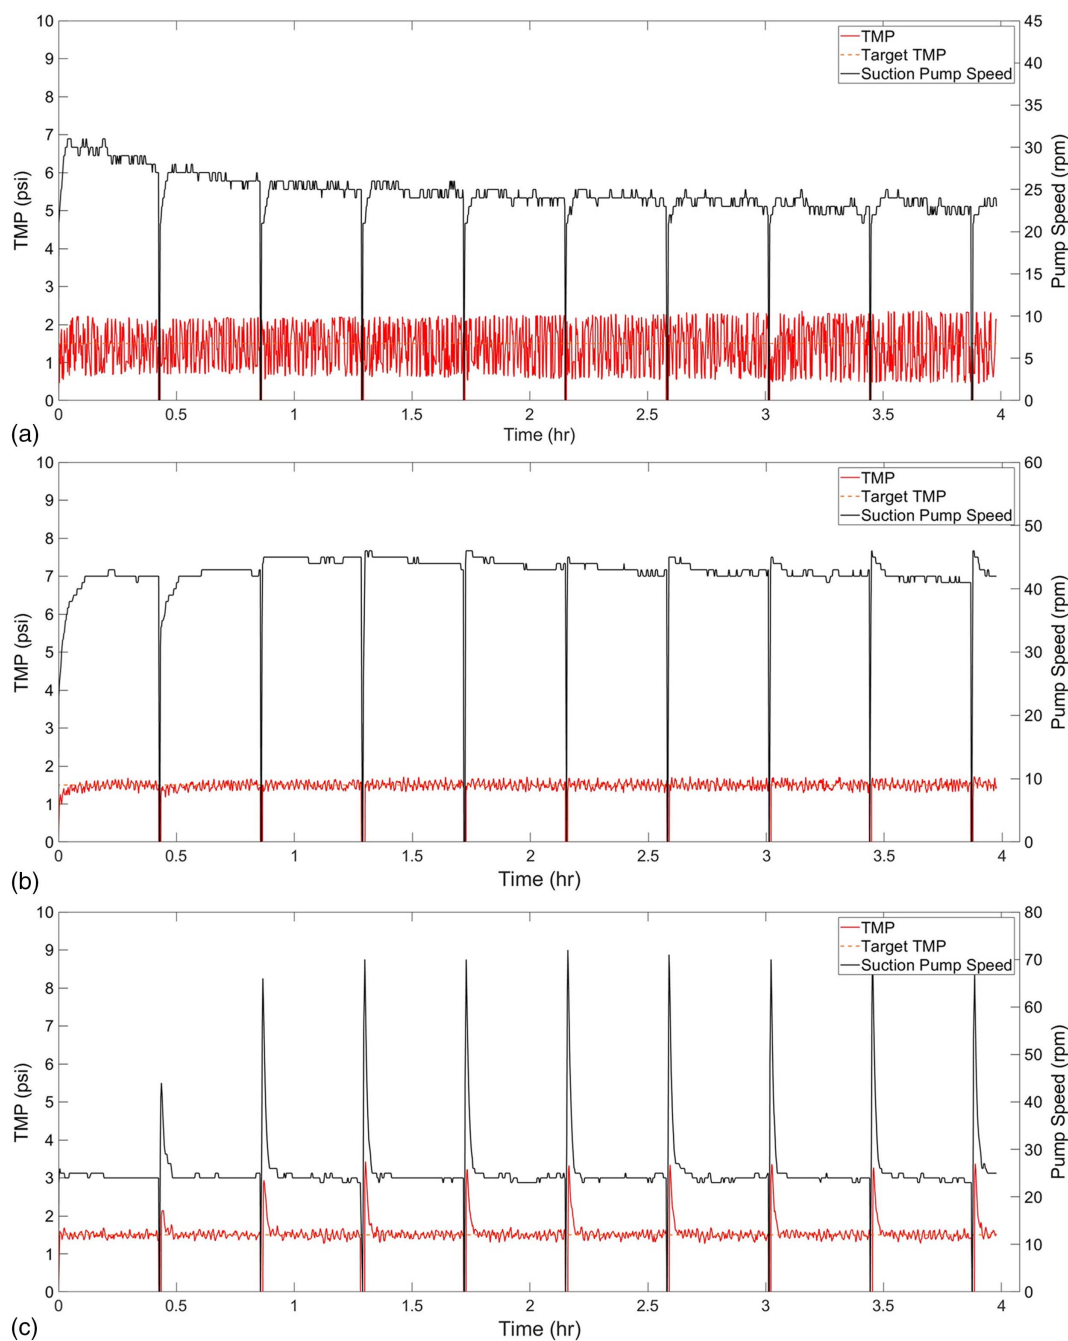 10 9 8 7 6 5 4 3 2 1 0
TMP (psi)
45 40 35 30 25 20 15 10 5 0
Pump Speed (rpm)
TMP
Target TMP
Suction Pump Speed
0 0.5 1 1.5 2 2.5 3 3.5 4
Time (hr)
(a)
10 9 8 7 6 5 4 3 2 1 0
TMP (psi)
60 50 40 30 20 10 0
Pump Speed (rpm)
TMP
Target TMP
Suction Pump Speed
0 0.5 1 1.5 2 2.5 3 3.5 4
Time (hr)
(b)
10 9 8 7 6 5 4 3 2 1 0
TMP (psi)
80 70 60 50 40 30 20 10 0
Pump Speed (rpm)
TMP
Target TMP
Suction Pump Speed
0 0.5 1 1.5 2 2.5 3 3.5 4
Time (hr)
(c)